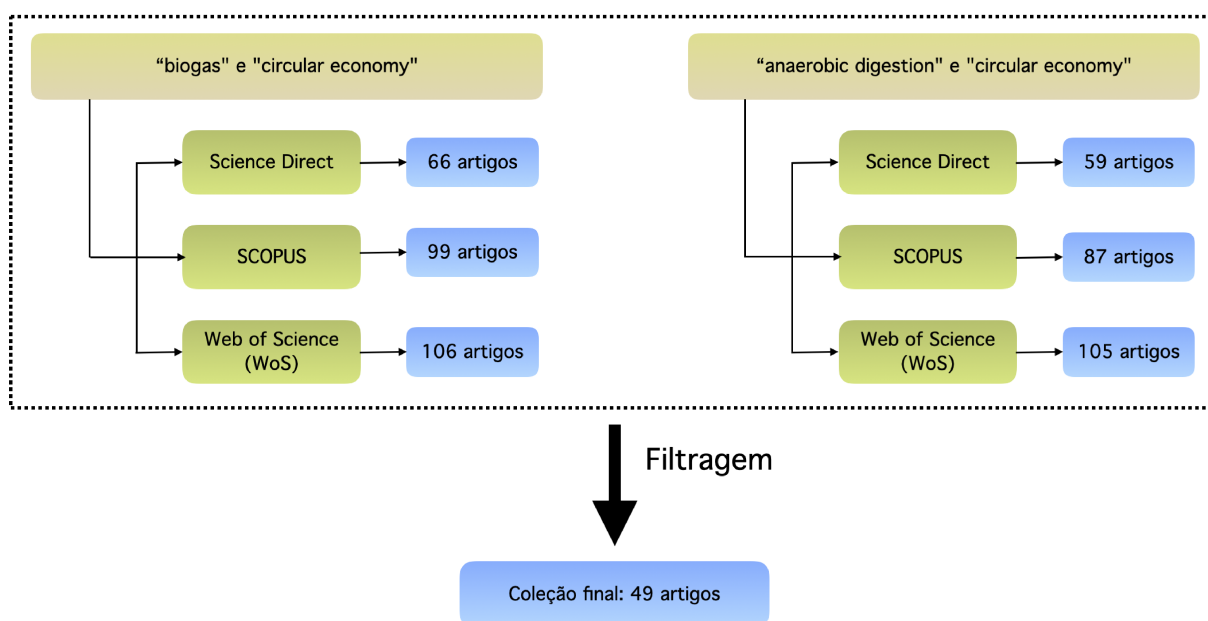 “biogas" e "circular economy"
Science Direct
66 artigos
SCOPUS
99 artigos
Web of Science
(WoS)
106 artigos
“anaerobic digestion" e "circular economy"
Science Direct
59 artigos
SCOPUS
87 artigos
Web of Science
(WoS)
105 artigos
Filtragem
Coleção final: 49 artigos